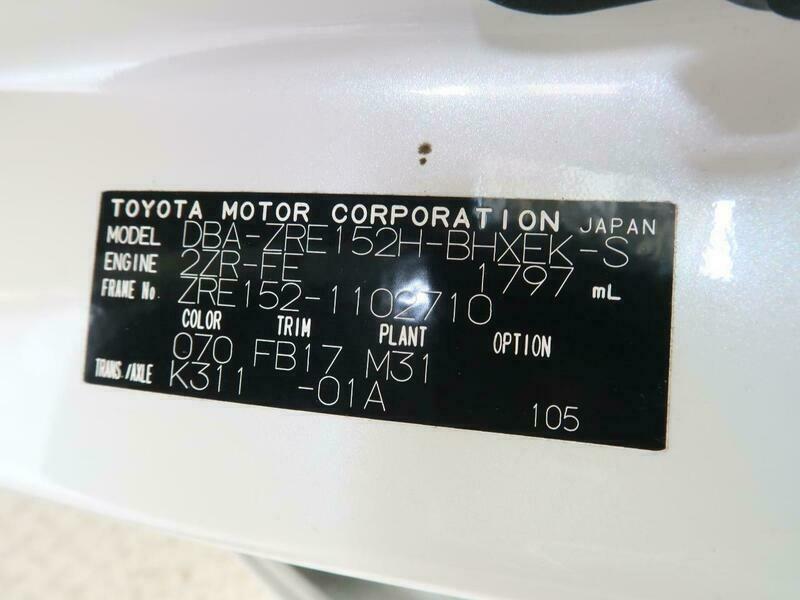 TOYOTA MOTOR CORPORATION JAPAN
MODEL DBA-ZRE152H-BHXEK-S
ENGINE 2ZR-FE 1797 mL
FRAME No. ZRE152-1102710
COLOR TRIM PLANT OPTION
070 FB17 M31
TRANS./AXLE K311 -01A
105